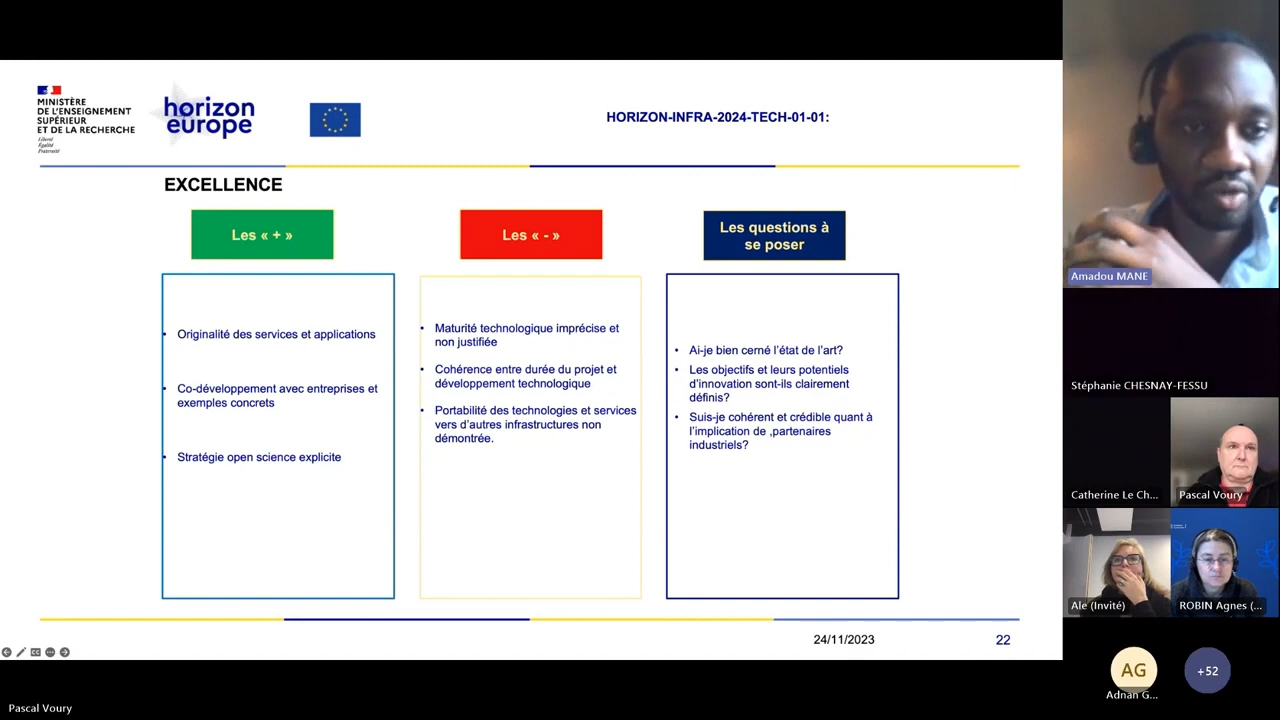 MINISTÈRE
DE L'ENSEIGNEMENT
SUPÉRIEUR
ET DE LA RECHERCHE
Liberté
Égalité
Fraternité
horizon
europe
HORIZON-INFRA-2024-TECH-01-01:
EXCELLENCE
Les « + »
• Originalité des services et applications
• Co-développement avec entreprises et
exemples concrets
• Stratégie open science explicite
Les « - »
• Maturité technologique imprécise et
non justifiée
• Cohérence entre durée du projet et
développement technologique
• Portabilité des technologies et services
vers d'autres infrastructures non
démontrée.
Les questions à
se poser
• Ai-je bien cerné l'état de l'art?
• Les objectifs et leurs potentiels
d'innovation sont-ils clairement
définis?
• Suis-je cohérent et crédible quant à
l'implication de ,partenaires
industriels?
24/11/2023
22
Pascal Voury
Amadou MANE
Stéphanie CHESNAY-FESSU
Catherine Le Ch...
Pascal Voury
Ale (Invité)
ROBIN Agnes (...
AG
Adnan G...
+52